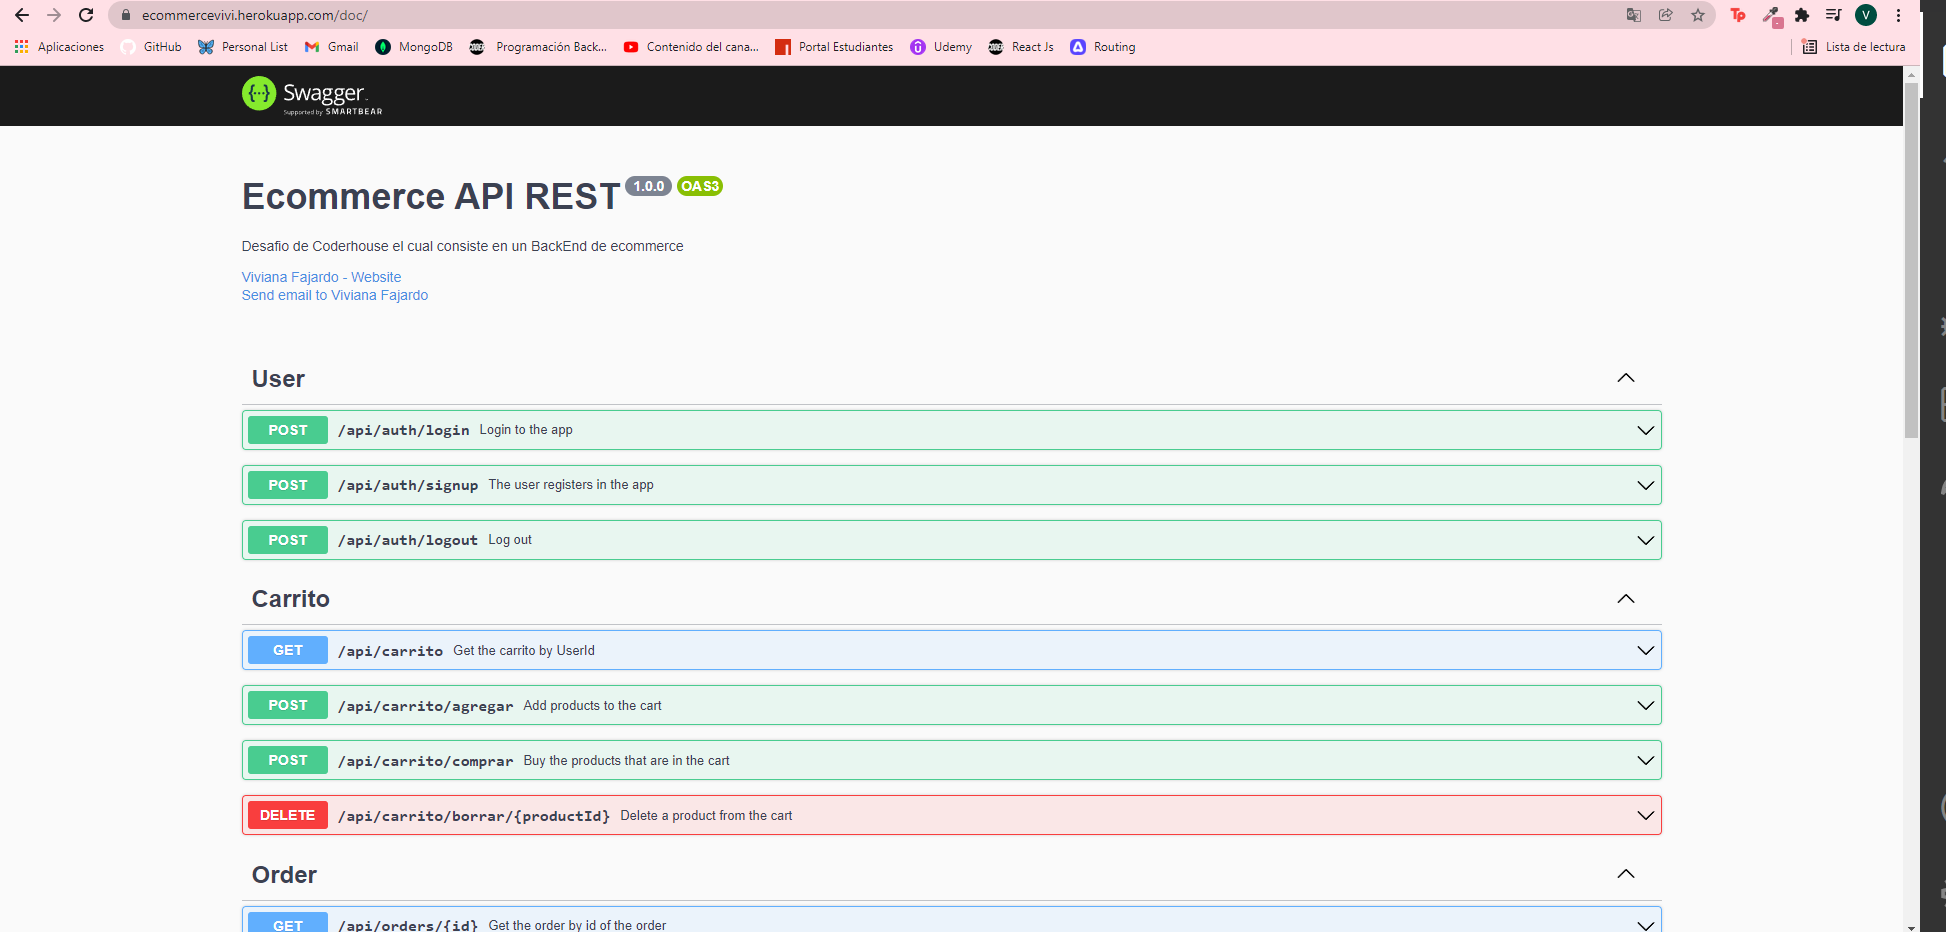 ecommercevivi.herokuapp.com/doc/
Aplicaciones GitHub Personal List Gmail MongoDB Programación Back... Contenido del cana... Portal Estudiantes Udemy React Js Routing Lista de lectura
Swagger
Supported by SMARTBEAR
Ecommerce API REST 1.0.0 OAS3
Desafio de Coderhouse el cual consiste en un BackEnd de ecommerce
Viviana Fajardo - Website
Send email to Viviana Fajardo
User
POST /api/auth/login Login to the app
POST /api/auth/signup The user registers in the app
POST /api/auth/logout Log out
Carrito
GET /api/carrito Get the carrito by UserId
POST /api/carrito/agregar Add products to the cart
POST /api/carrito/comprar Buy the products that are in the cart
DELETE /api/carrito/borrar/{productId} Delete a product from the cart
Order
GET /api/orders/{id} Get the order by id of the order